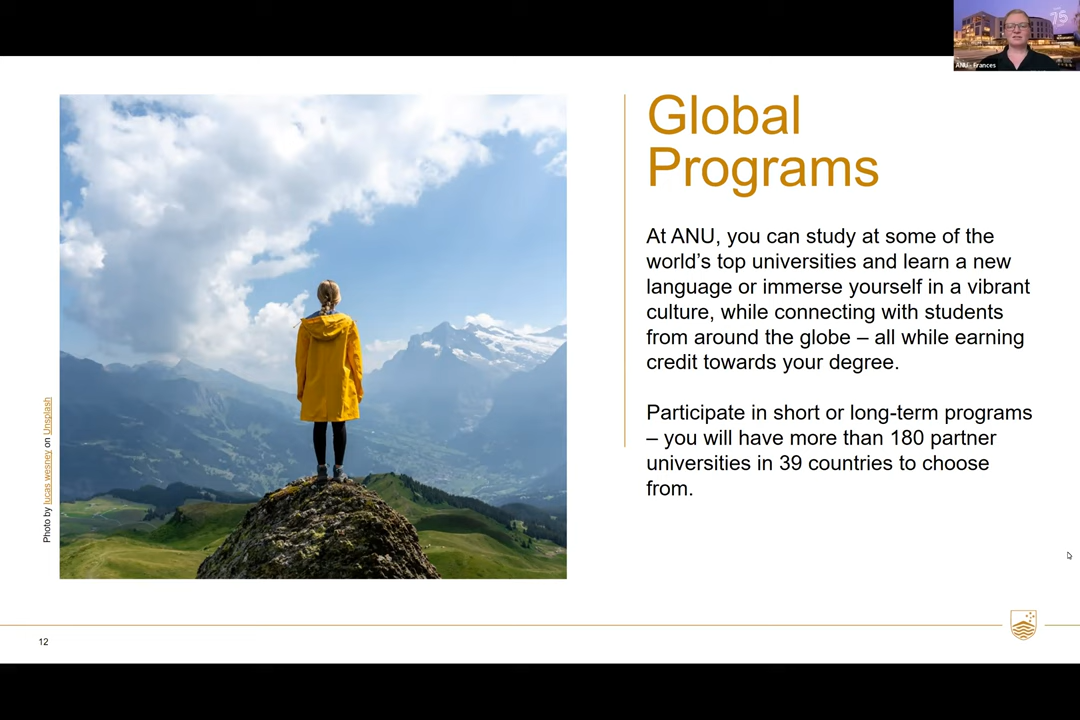 75
ANU - Frances
Global
Programs
At ANU, you can study at some of the
world’s top universities and learn a new
language or immerse yourself in a vibrant
culture, while connecting with students
from around the globe – all while earning
credit towards your degree.
Participate in short or long-term programs
– you will have more than 180 partner
universities in 39 countries to choose
from.
Photo by lucas wesney on Unsplash
12